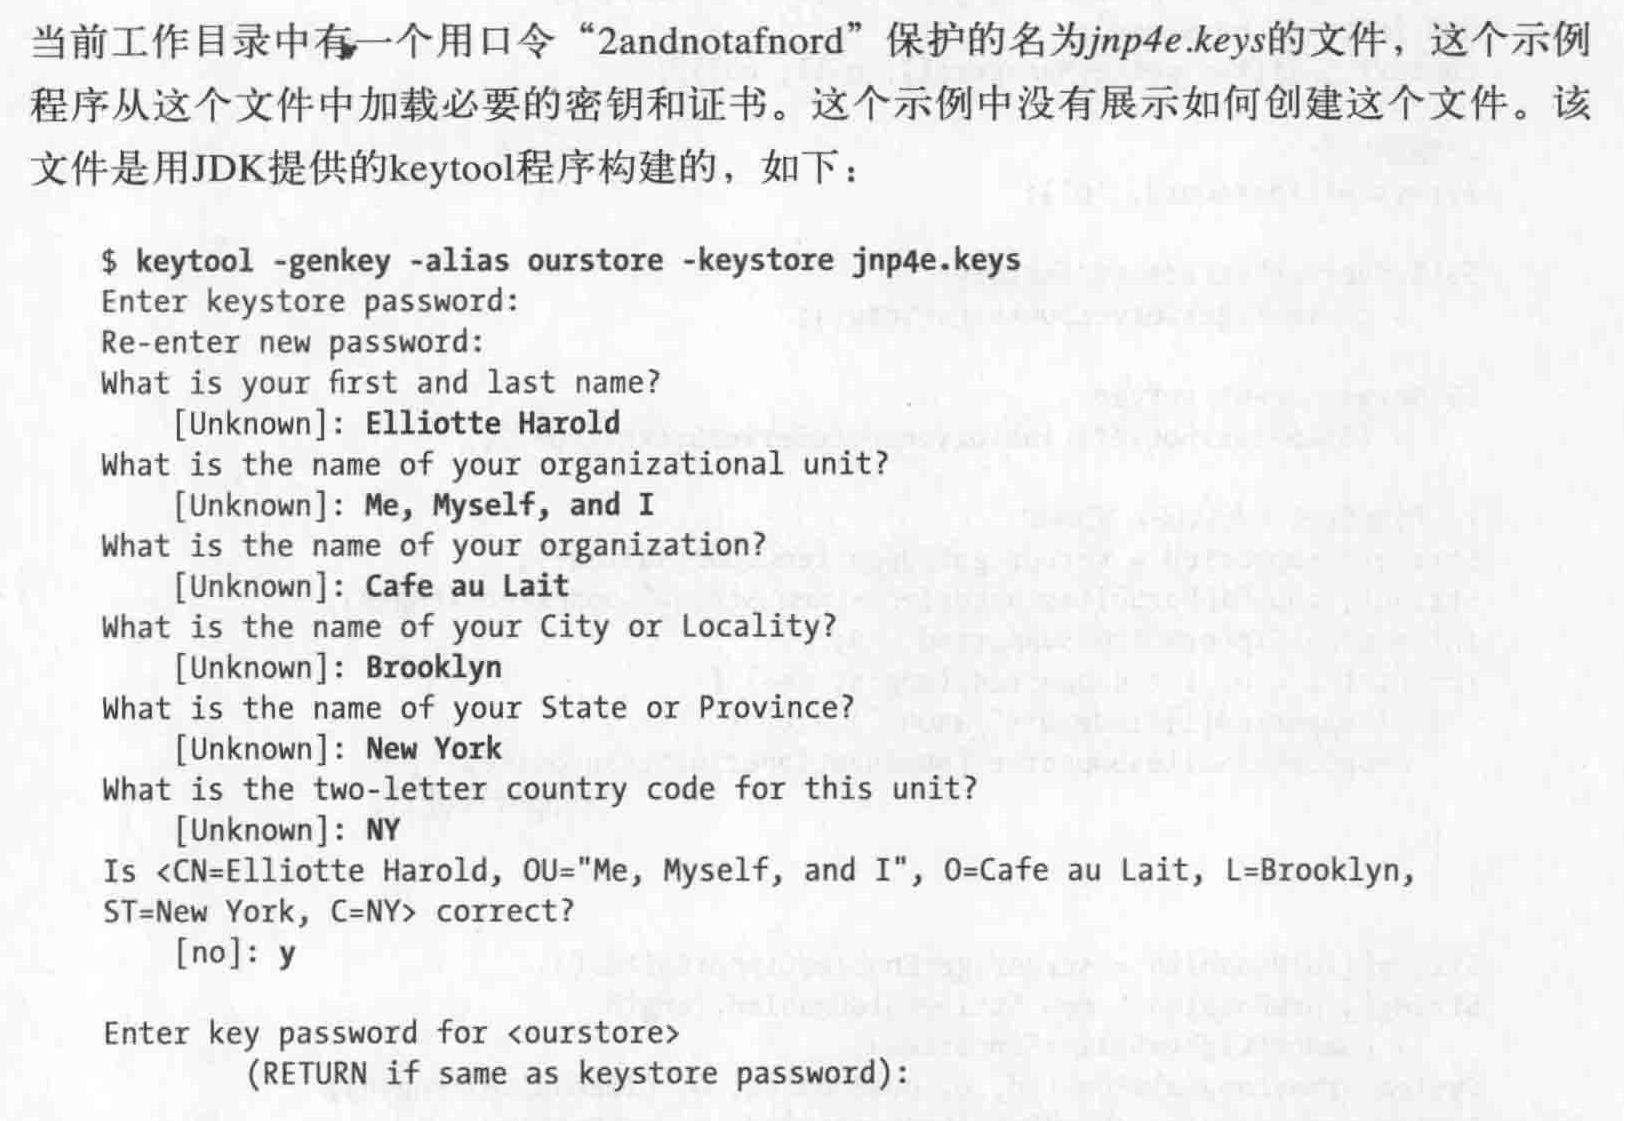 当前工作目录中有一个用口令“2andnotafnord”保护的名为jnp4e.keys的文件，这个示例
程序从这个文件中加载必要的密钥和证书。这个示例中没有展示如何创建这个文件。该
文件是用JDK提供的keytool程序构建的，如下：
$ keytool -genkey -alias ourstore -keystore jnp4e.keys
Enter keystore password:
Re-enter new password:
What is your first and last name?
[Unknown]: Elliotte Harold
What is the name of your organizational unit?
[Unknown]: Me, Myself, and I
What is the name of your organization?
[Unknown]: Cafe au Lait
What is the name of your City or Locality?
[Unknown]: Brooklyn
What is the name of your State or Province?
[Unknown]: New York
What is the two-letter country code for this unit?
[Unknown]: NY
Is <CN=Elliotte Harold, OU="Me, Myself, and I", O=Cafe au Lait, L=Brooklyn,
ST=New York, C=NY> correct?
[no]: y
Enter key password for <ourstore>
(RETURN if same as keystore password):